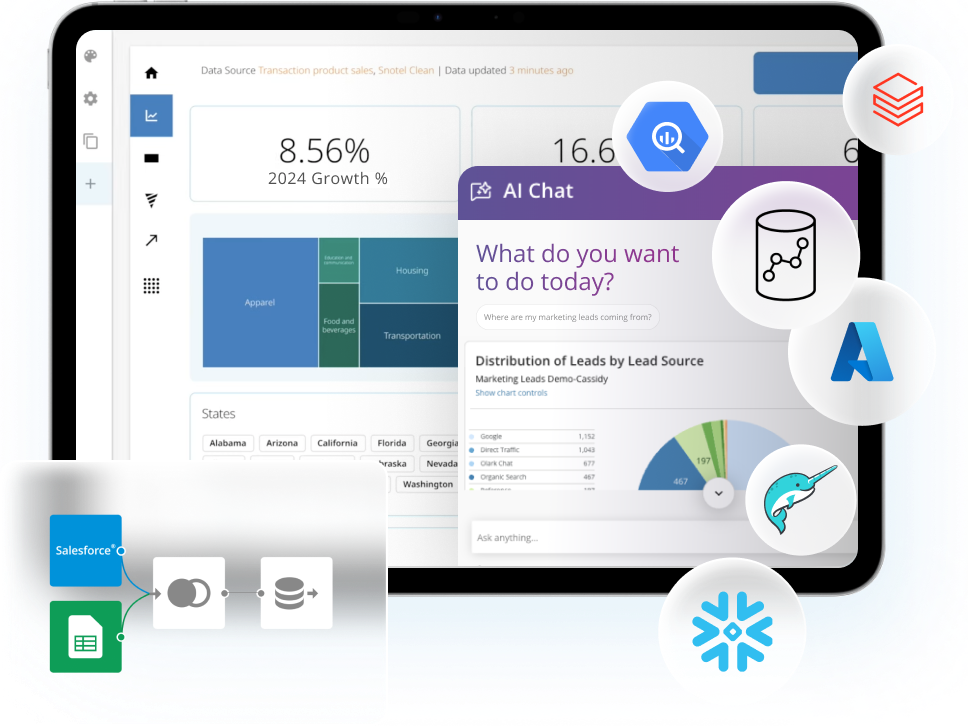 Data Source Transaction product sales, Snotel Clean | Data updated 3 minutes ago
8.56%
2024 Growth %
16.6
6
AI Chat
What do you want
to do today?
Where are my marketing leads coming from?
Apparel
Education and
communication
Housing
Food and
beverages
Transportation
Distribution of Leads by Lead Source
Marketing Leads Demo-Cassidy
Show chart controls
States
Alabama
Arizona
California
Florida
Georgia
braska
Nevada
Washington
Google 1,152
Direct Traffic 1,043
Olark Chat 677
Organic Search 467
197
467
Ask anything...
Salesforce®